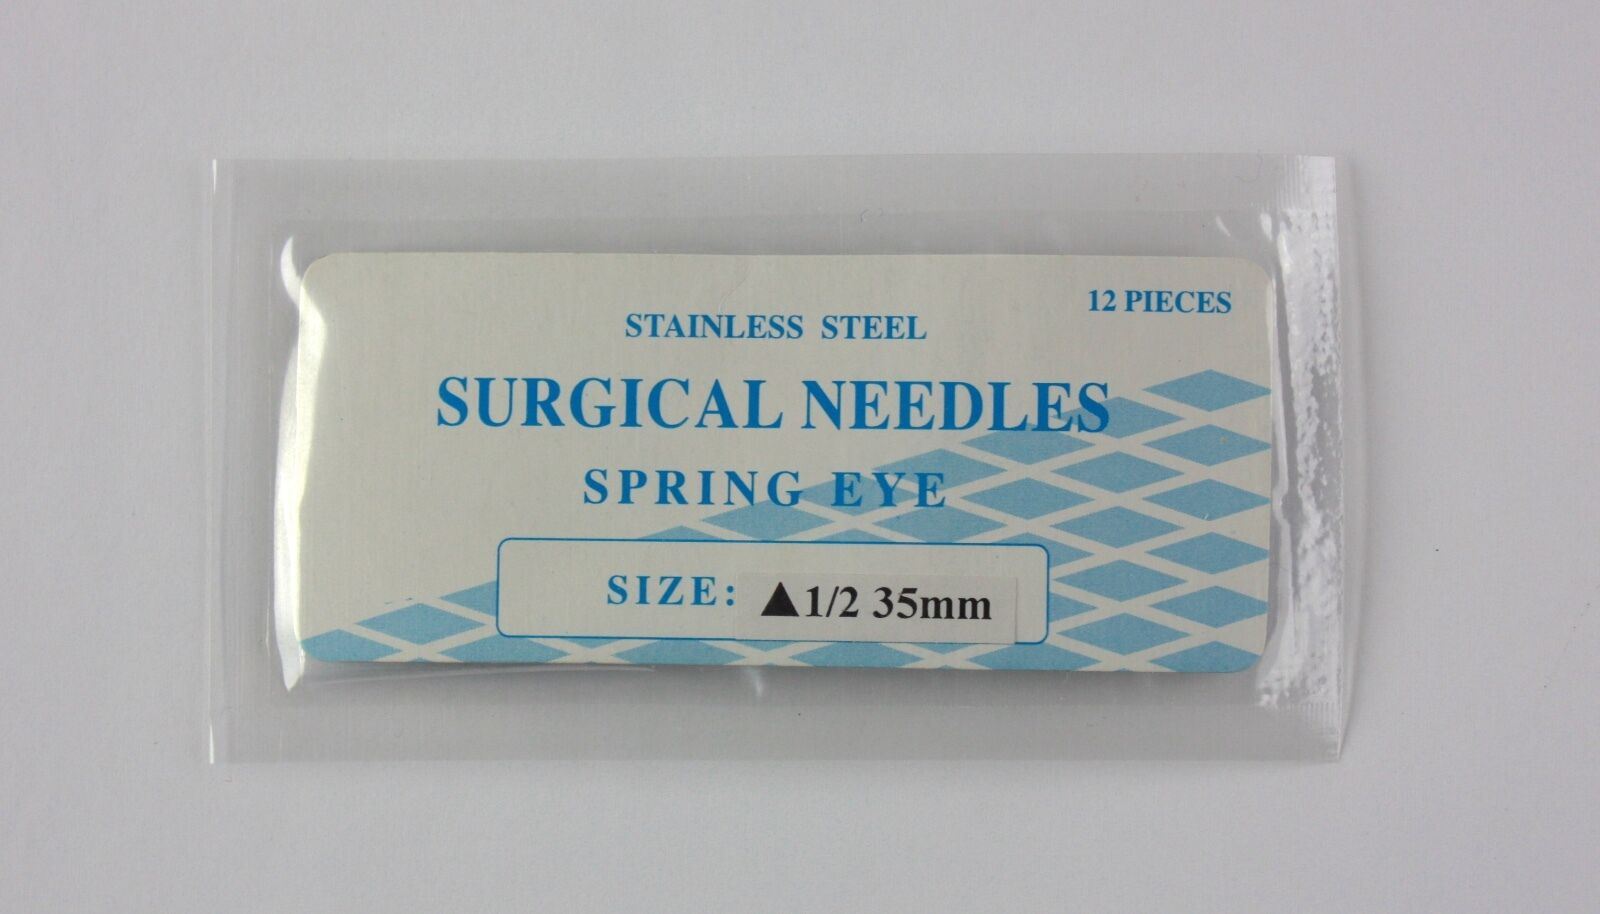 12 PIECES
STAINLESS STEEL
SURGICAL NEEDLES
SPRING EYE
SIZE: ▲1/2 35mm